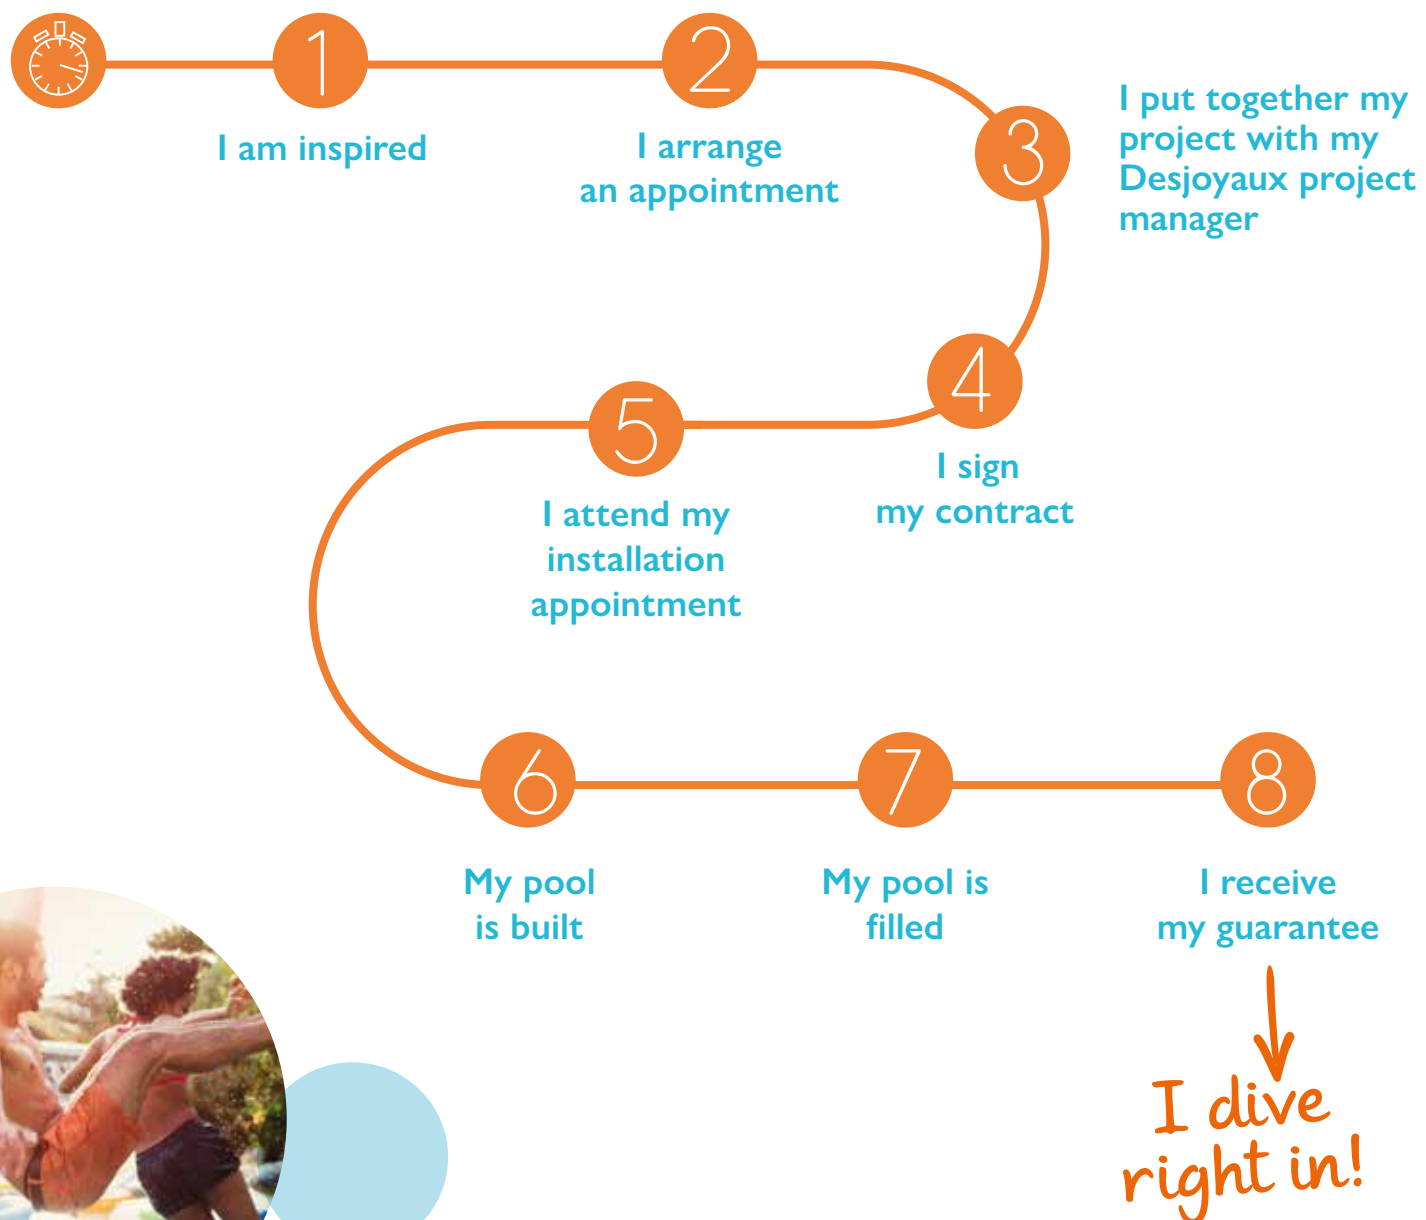 1
I am inspired
2
I arrange
an appointment
3
I put together my
project with my
Desjoyaux project
manager
4
I sign
my contract
5
I attend my
installation
appointment
6
My pool
is built
7
My pool is
filled
8
I receive
my guarantee
I dive
right in!